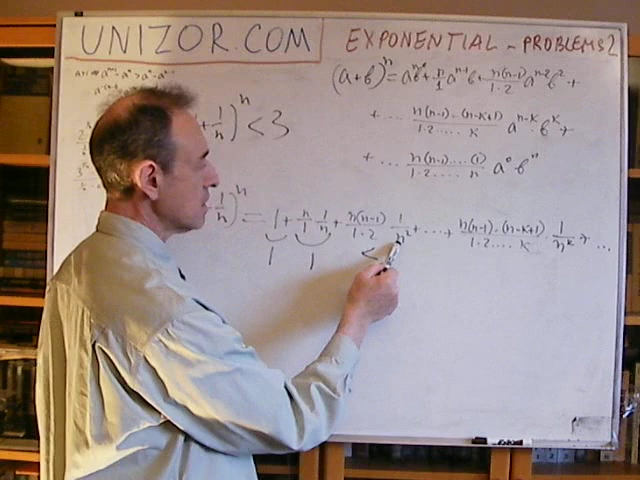 UNIZOR.COM
EXPONENTIAL - PROBLEMS 2
(a+b)^n = a^n b^0 + n/1 a^(n-1) b + n(n-1)/1·2 a^(n-2) b^2 +
+ ... n(n-1)...(n-k+1)/1·2.....k a^(n-k) · b^k +
+ ... n(n-1)....(1)/1·2..... n a^0 b^n
+ 1/n)^n < 3
1/n)^n = 1 + n/1 1/n + n(n-1)/1·2 · 1/n^2 + ... + n(n-1)...(n-k+1)/1·2....k · 1/n^k + ...
1 1 <